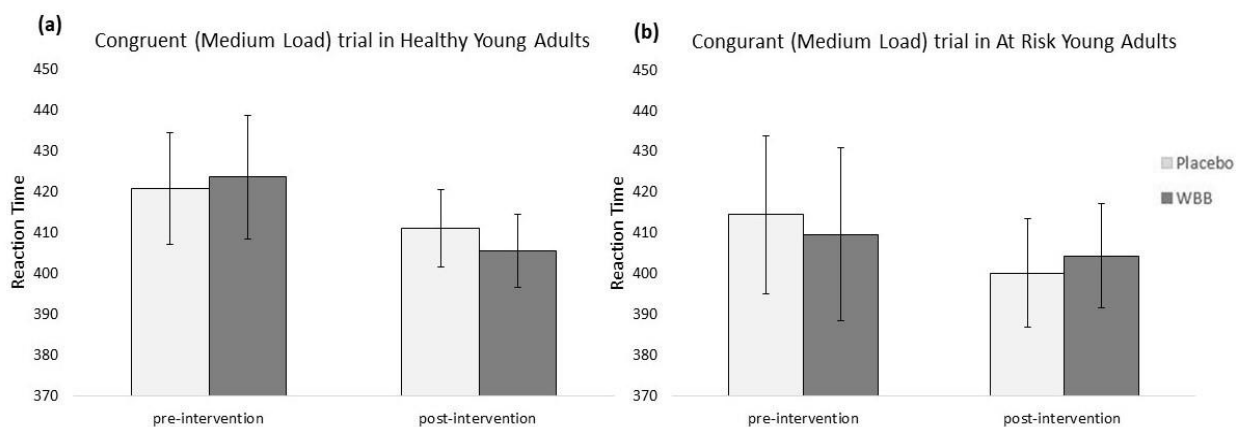 (a)
Congruent (Medium Load) trial in Healthy Young Adults
450
440
430
420
410
400
390
380
370
Reaction Time
pre-intervention
post-intervention
(b)
Congurant (Medium Load) trial in At Risk Young Adults
450
440
430
420
410
400
390
380
370
Reaction Time
pre-intervention
post-intervention
Placebo
WBB